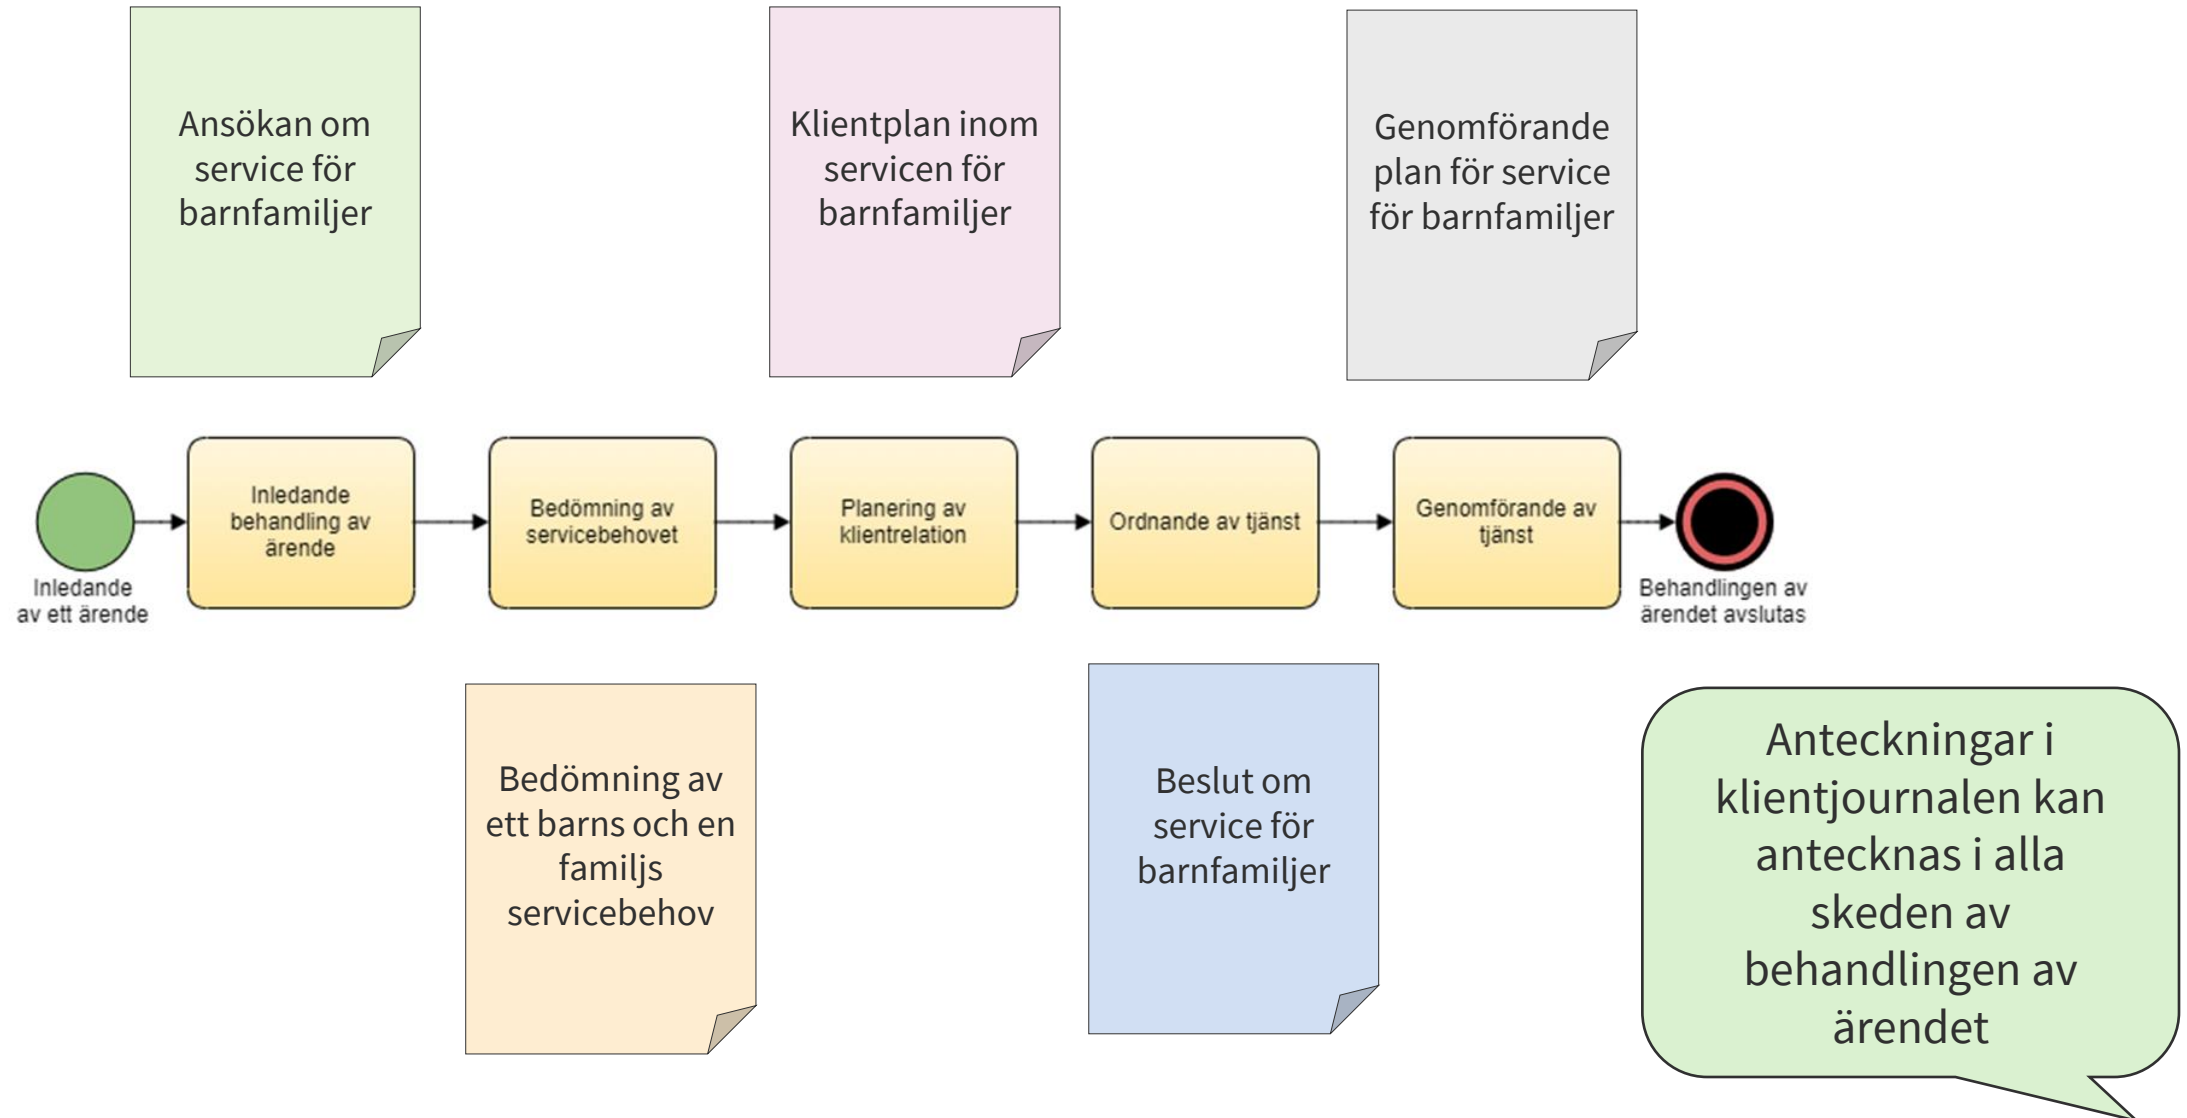 Ansökan om
service för
barnfamiljer
Klientplan inom
servicen för
barnfamiljer
Genomförande
plan för service
för barnfamiljer
Inledande
av ett ärende
Inledande
behandling av
ärende
Bedömning av
servicebehovet
Planering av
klientrelation
Ordnande av tjänst
Genomförande av
tjänst
Behandlingen av
ärendet avslutas
Bedömning av
ett barns och en
familjs
servicebehov
Beslut om
service för
barnfamiljer
Anteckningar i
klientjournalen kan
antecknas i alla
skeden av
behandlingen av
ärendet